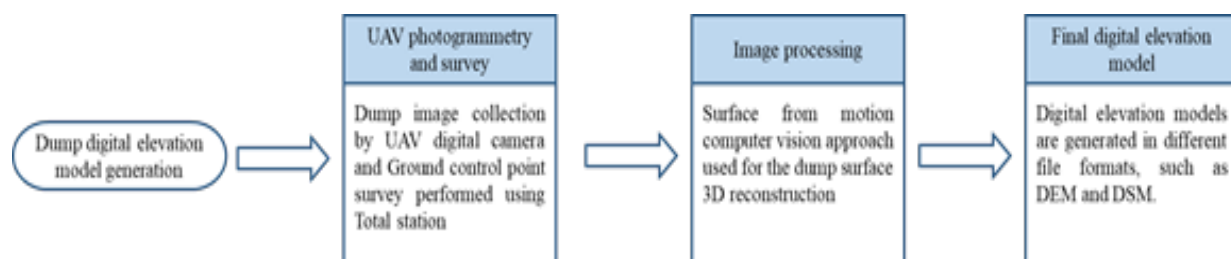 Dump digital elevation
model generation
UAV photogrammetry
and survey
Dump image collection
by UAV digital camera
and Ground control point
survey performed using
Total station
Image processing
Surface from motion
computer vision approach
used for the dump surface
3D reconstruction
Final digital elevation
model
Digital elevation models
are generated in different
file formats, such as
DEM and DSM.